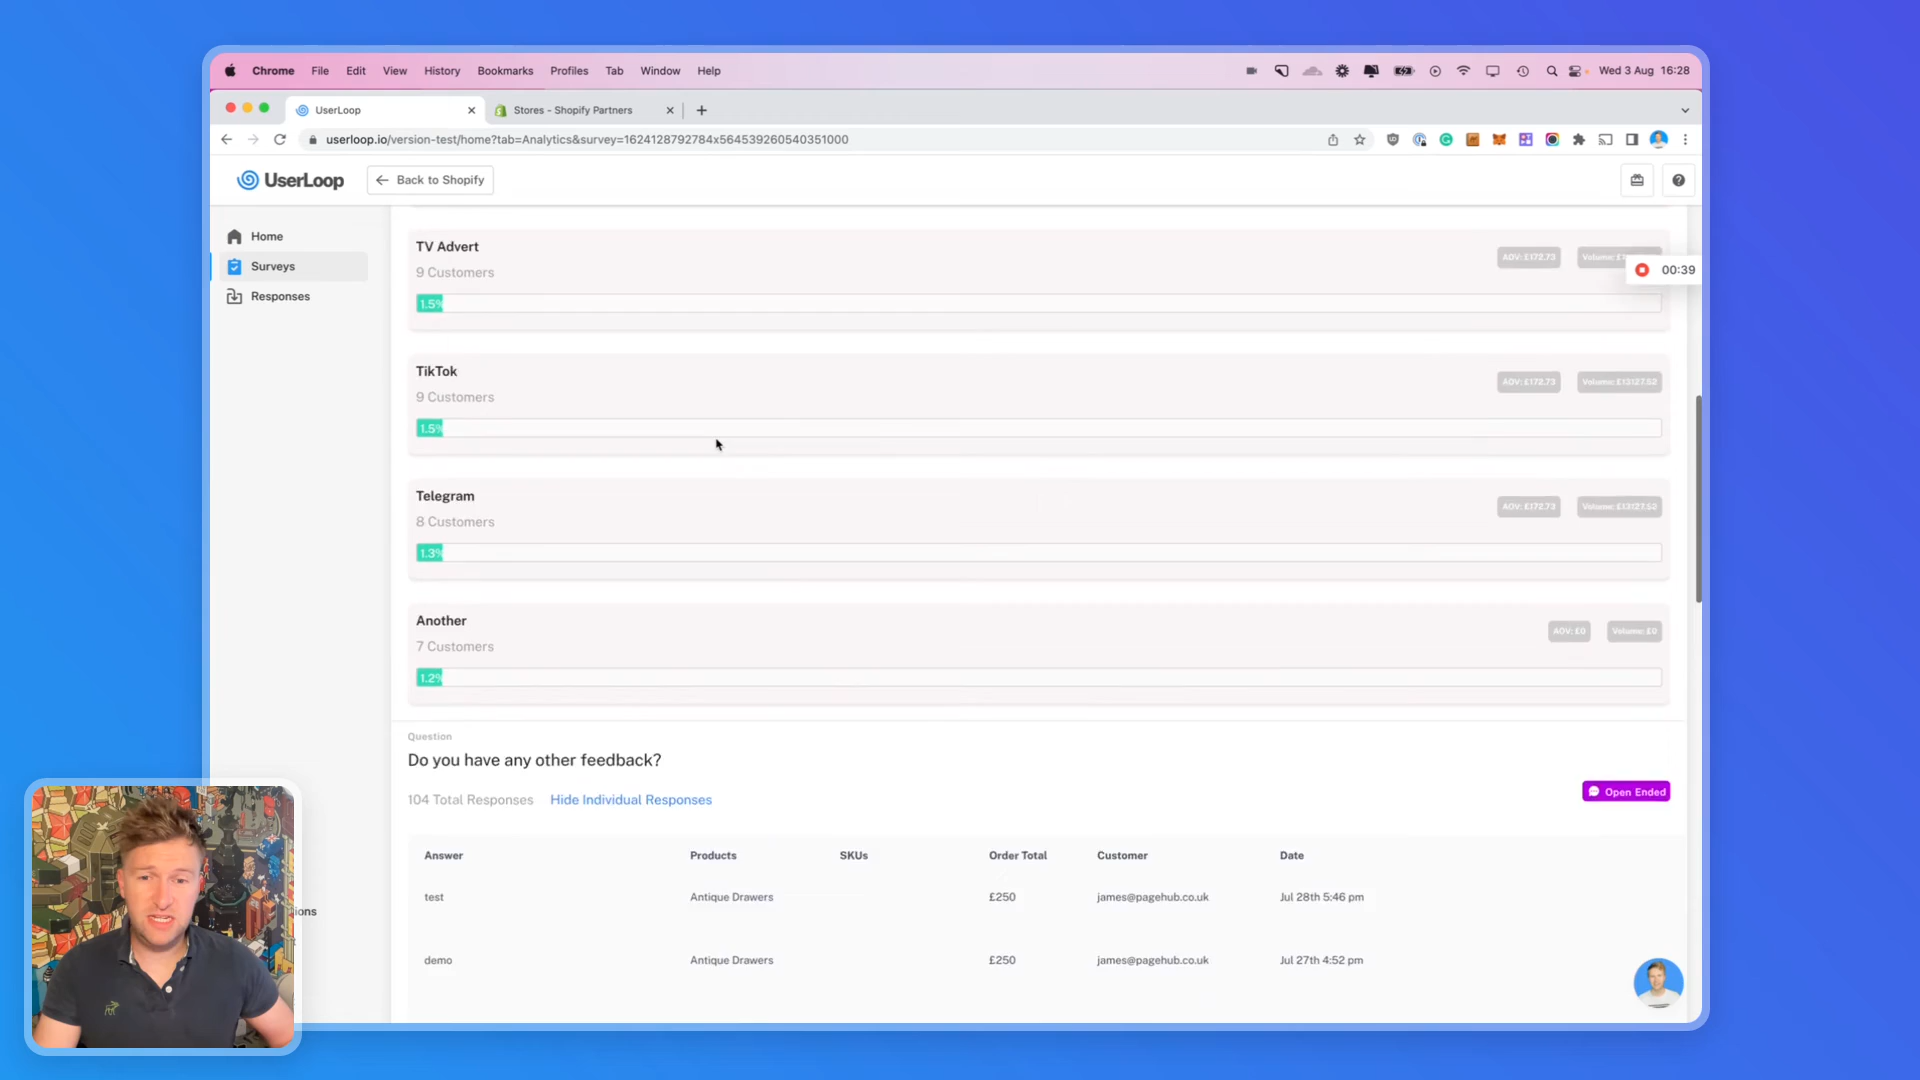 Chrome File Edit View History Bookmarks Profiles Tab Window Help Wed 3 Aug 16:28
UserLoop Stores - Shopify Partners
userloop.io/version-test/home?tab=Analytics&survey=1624128792784x564539260540351000
UserLoop Back to Shopify
Home
Surveys
Responses
TV Advert
AOV: £172.73
9 Customers
00:39
1.5%
TikTok
AOV: £172.73 Volume: £13127.52
9 Customers
1.5%
Telegram
AOV: £172.73 Volume: £13127.52
8 Customers
1.3%
Another
AOV: £0 Volume: £0
7 Customers
1.2%
Question
Do you have any other feedback?
Open Ended
104 Total Responses Hide Individual Responses
Answer Products SKUs Order Total Customer Date
test Antique Drawers £250 james@pagehub.co.uk Jul 28th 5:46 pm
demo Antique Drawers £250 james@pagehub.co.uk Jul 27th 4:52 pm